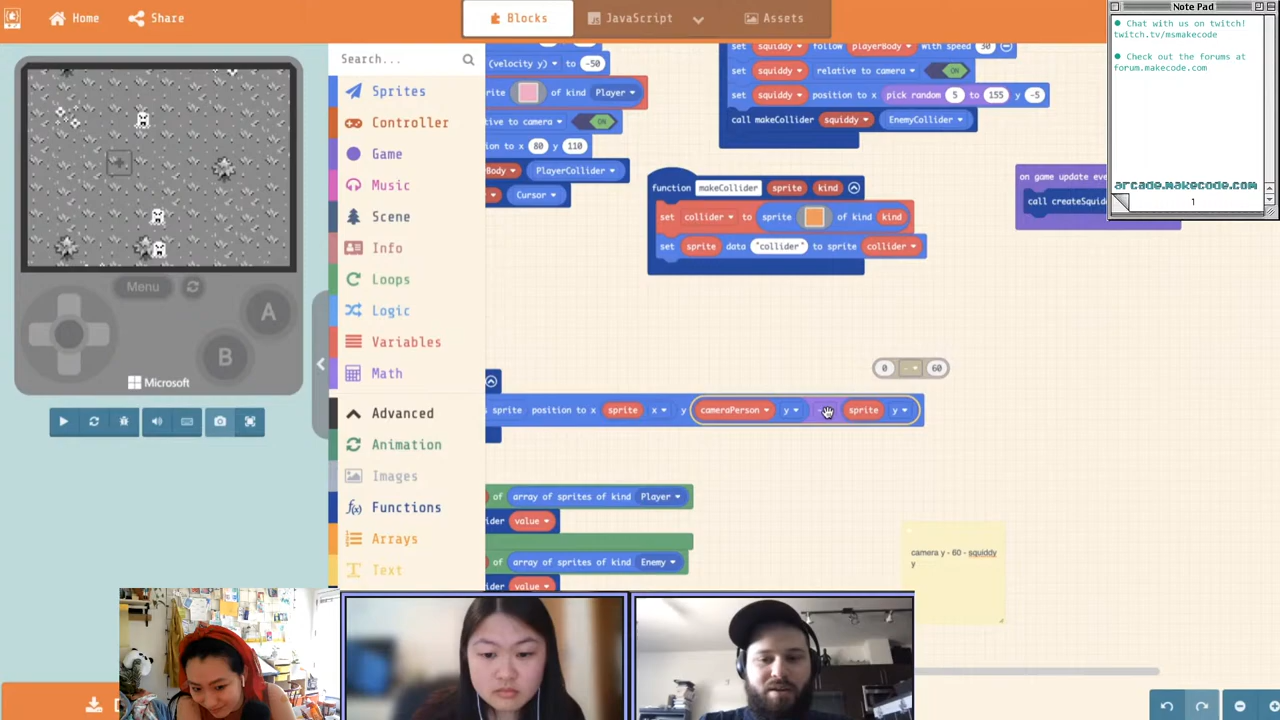 Home
Share
Blocks
JavaScript
Assets
Note Pad
Chat with us on twitch!
twitch.tv/msmakecode
Check out the forums at
forum.makecode.com
arcade.makecode.com
1
Menu
A
B
Microsoft
Search...
Sprites
Controller
Game
Music
Scene
Info
Loops
Logic
Variables
Math
Advanced
Animation
Images
Functions
Arrays
Text
(velocity y) to -50
of kind Player
to camera ON
to x 80 y 110
PlayerCollider
Cursor
set squiddy follow playerBody with speed 30
set squiddy relative to camera ON
set squiddy position to x pick random 5 to 155 y -5
call makeCollider squiddy EnemyCollider
function makeCollider sprite kind
set collider to sprite of kind kind
set sprite data "collider" to sprite collider
on game update
call
0 - 60
sprite position to x sprite x y cameraPerson y sprite y
of array of sprites of kind Player
value
of array of sprites of kind Enemy
value
camera y - 60 - squiddy
y